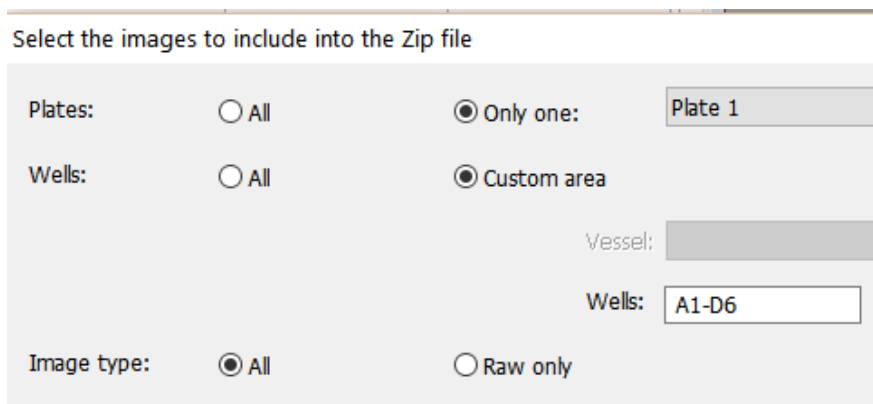 Select the images to include into the Zip file
Plates: All Only one: Plate 1
Wells: All Custom area
Vessel:
Wells: A1-D6
Image type: All Raw only